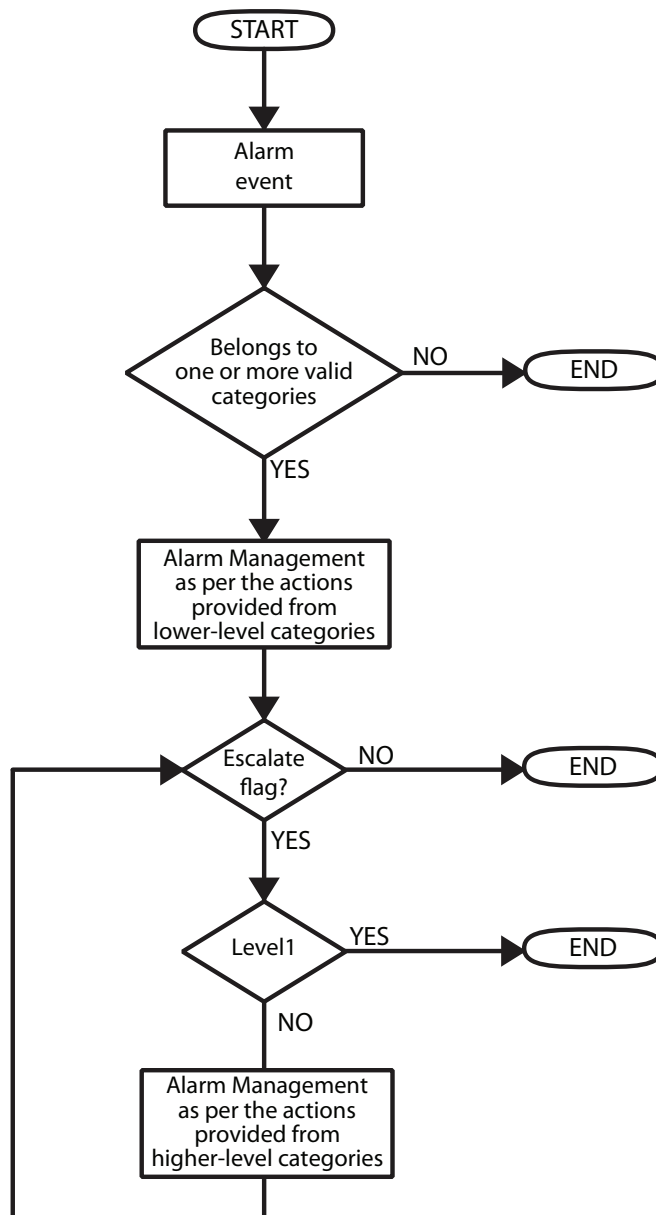 START
Alarm
event
Belongs to
one or more valid
categories
NO
END
YES
Alarm Management
as per the actions
provided from
lower-level categories
Escalate
flag?
NO
END
YES
Level1
YES
END
NO
Alarm Management
as per the actions
provided from
higher-level categories